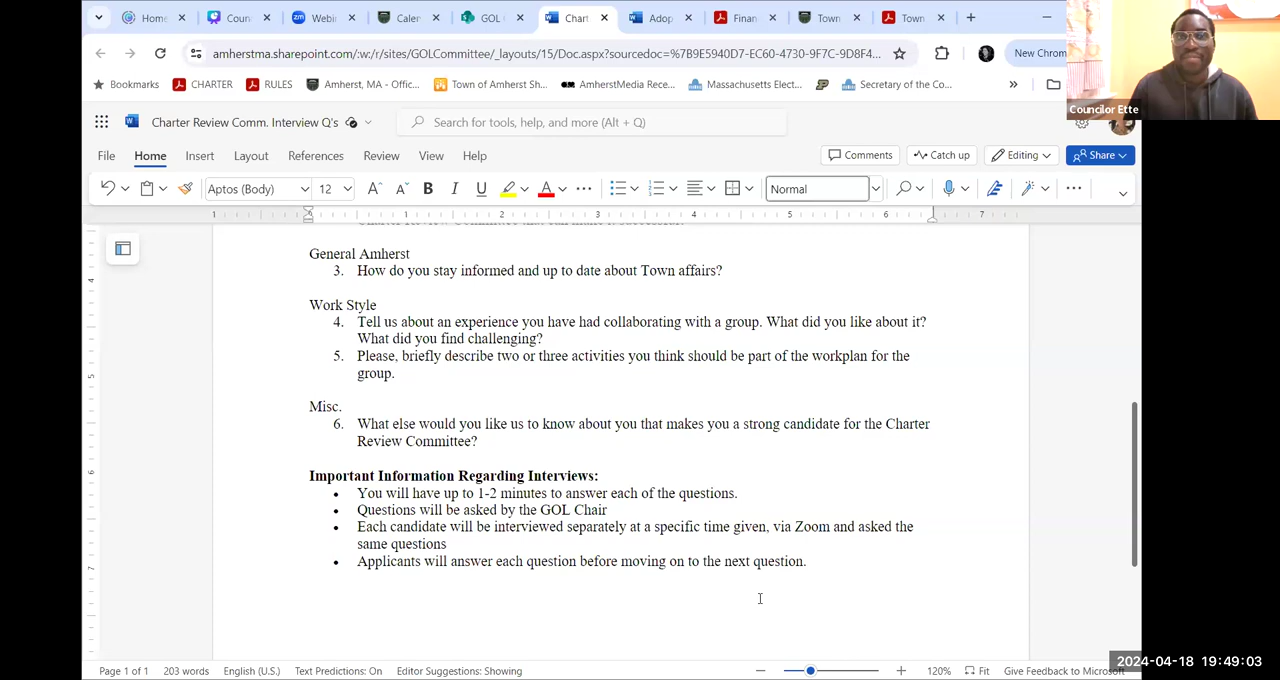 Home
Coun
Webir
Caler
GOL
Chart
Adop
Finan
Town
Town
amherstma.sharepoint.com/:w:/r/sites/GOLCommittee/_layouts/15/Doc.aspx?sourcedoc=%7B9E5940D7-EC60-4730-9F7C-9D8F4...
New Chrom
Bookmarks CHARTER RULES Amherst, MA - Offic... Town of Amherst Sh... AmherstMedia Rece... Massachusetts Elect... Secretary of the Co...
Councilor Ette
Charter Review Comm. Interview Q's
Search for tools, help, and more (Alt + Q)
File Home Insert Layout References Review View Help
Comments Catch up Editing Share
Aptos (Body) 12 Normal
1 1 2 3 4 5 6 7
General Amherst
3. How do you stay informed and up to date about Town affairs?
Work Style
4. Tell us about an experience you have had collaborating with a group. What did you like about it?
What did you find challenging?
5. Please, briefly describe two or three activities you think should be part of the workplan for the
group.
Misc.
6. What else would you like us to know about you that makes you a strong candidate for the Charter
Review Committee?
Important Information Regarding Interviews:
• You will have up to 1-2 minutes to answer each of the questions.
• Questions will be asked by the GOL Chair
• Each candidate will be interviewed separately at a specific time given, via Zoom and asked the
same questions
• Applicants will answer each question before moving on to the next question.
Page 1 of 1 203 words English (U.S.) Text Predictions: On Editor Suggestions: Showing
120% Fit Give Feedback to Microsoft
2024-04-18 19:49:03